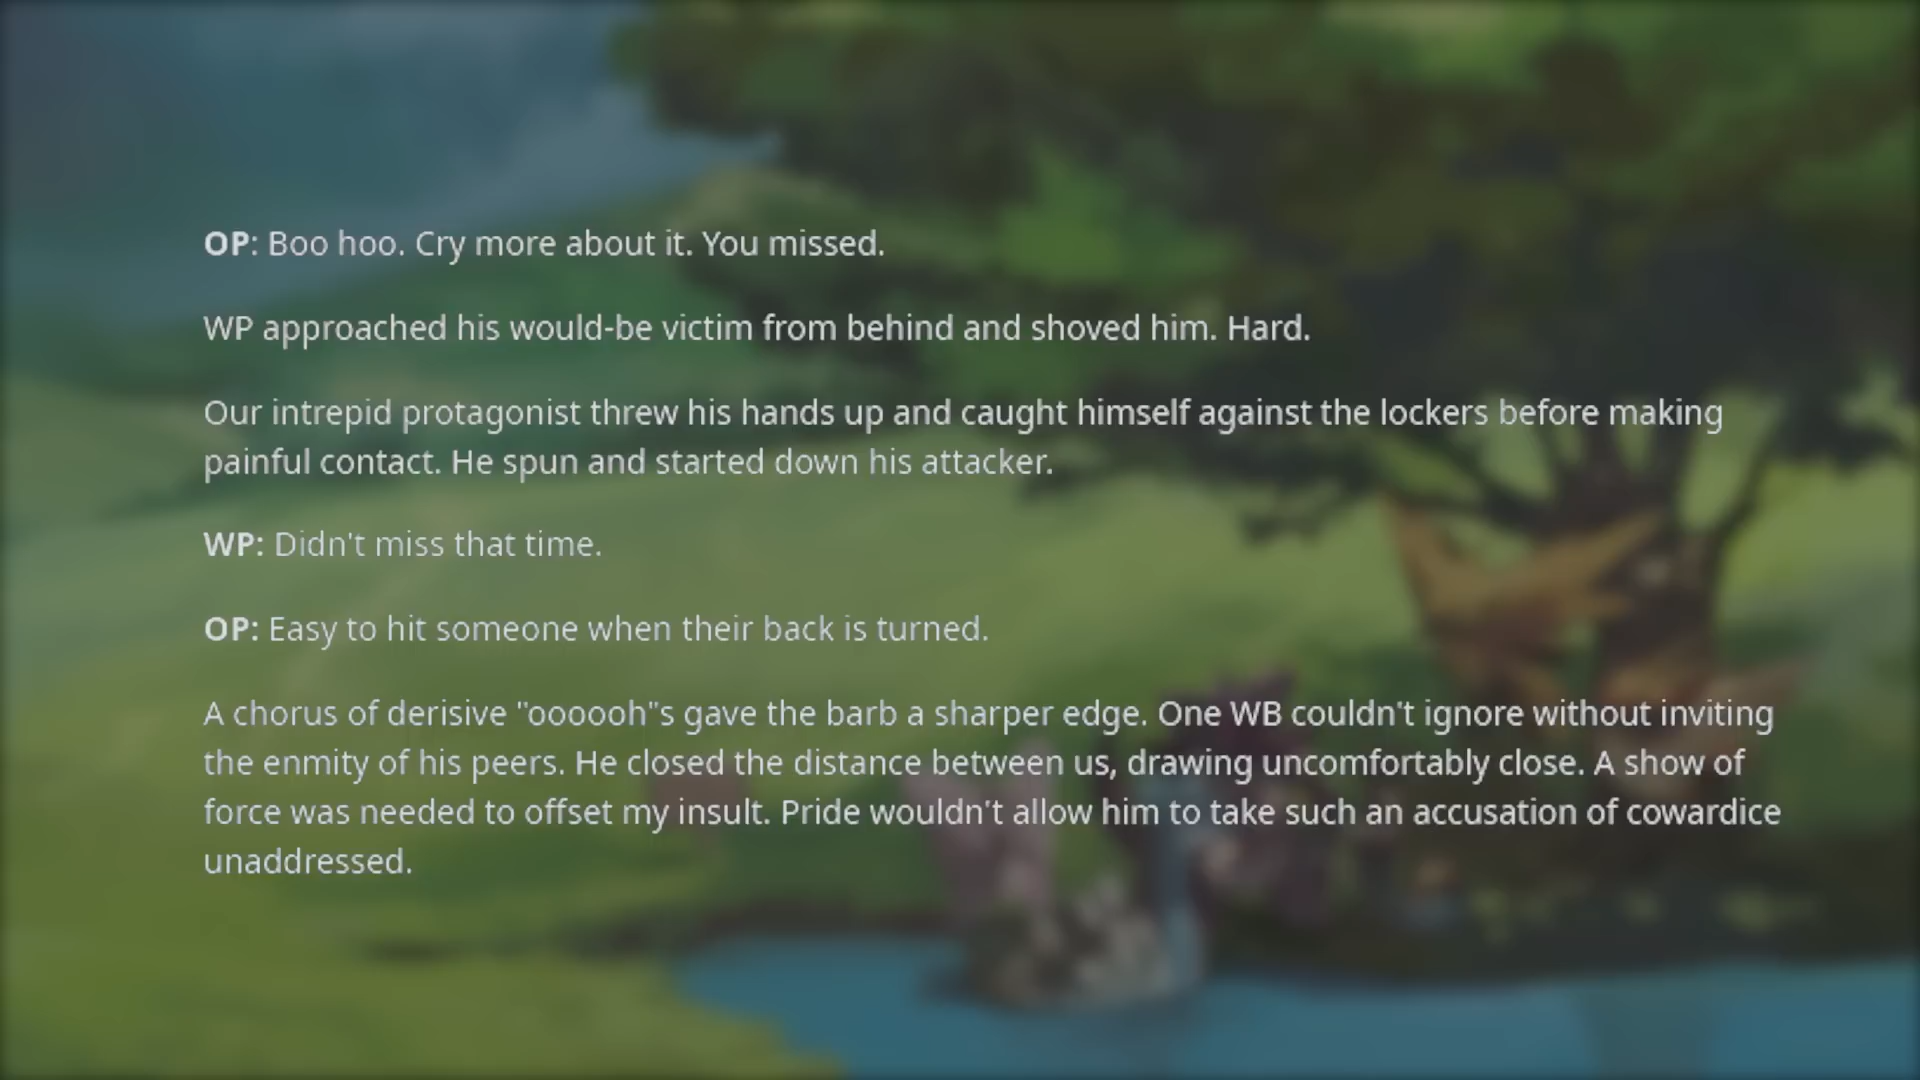 OP: Boo hoo. Cry more about it. You missed.
WP approached his would-be victim from behind and shoved him. Hard.
Our intrepid protagonist threw his hands up and caught himself against the lockers before making
painful contact. He spun and started down his attacker.
WP: Didn't miss that time.
OP: Easy to hit someone when their back is turned.
A chorus of derisive "oooooh"s gave the barb a sharper edge. One WB couldn't ignore without inviting
the enmity of his peers. He closed the distance between us, drawing uncomfortably close. A show of
force was needed to offset my insult. Pride wouldn't allow him to take such an accusation of cowardice
unaddressed.